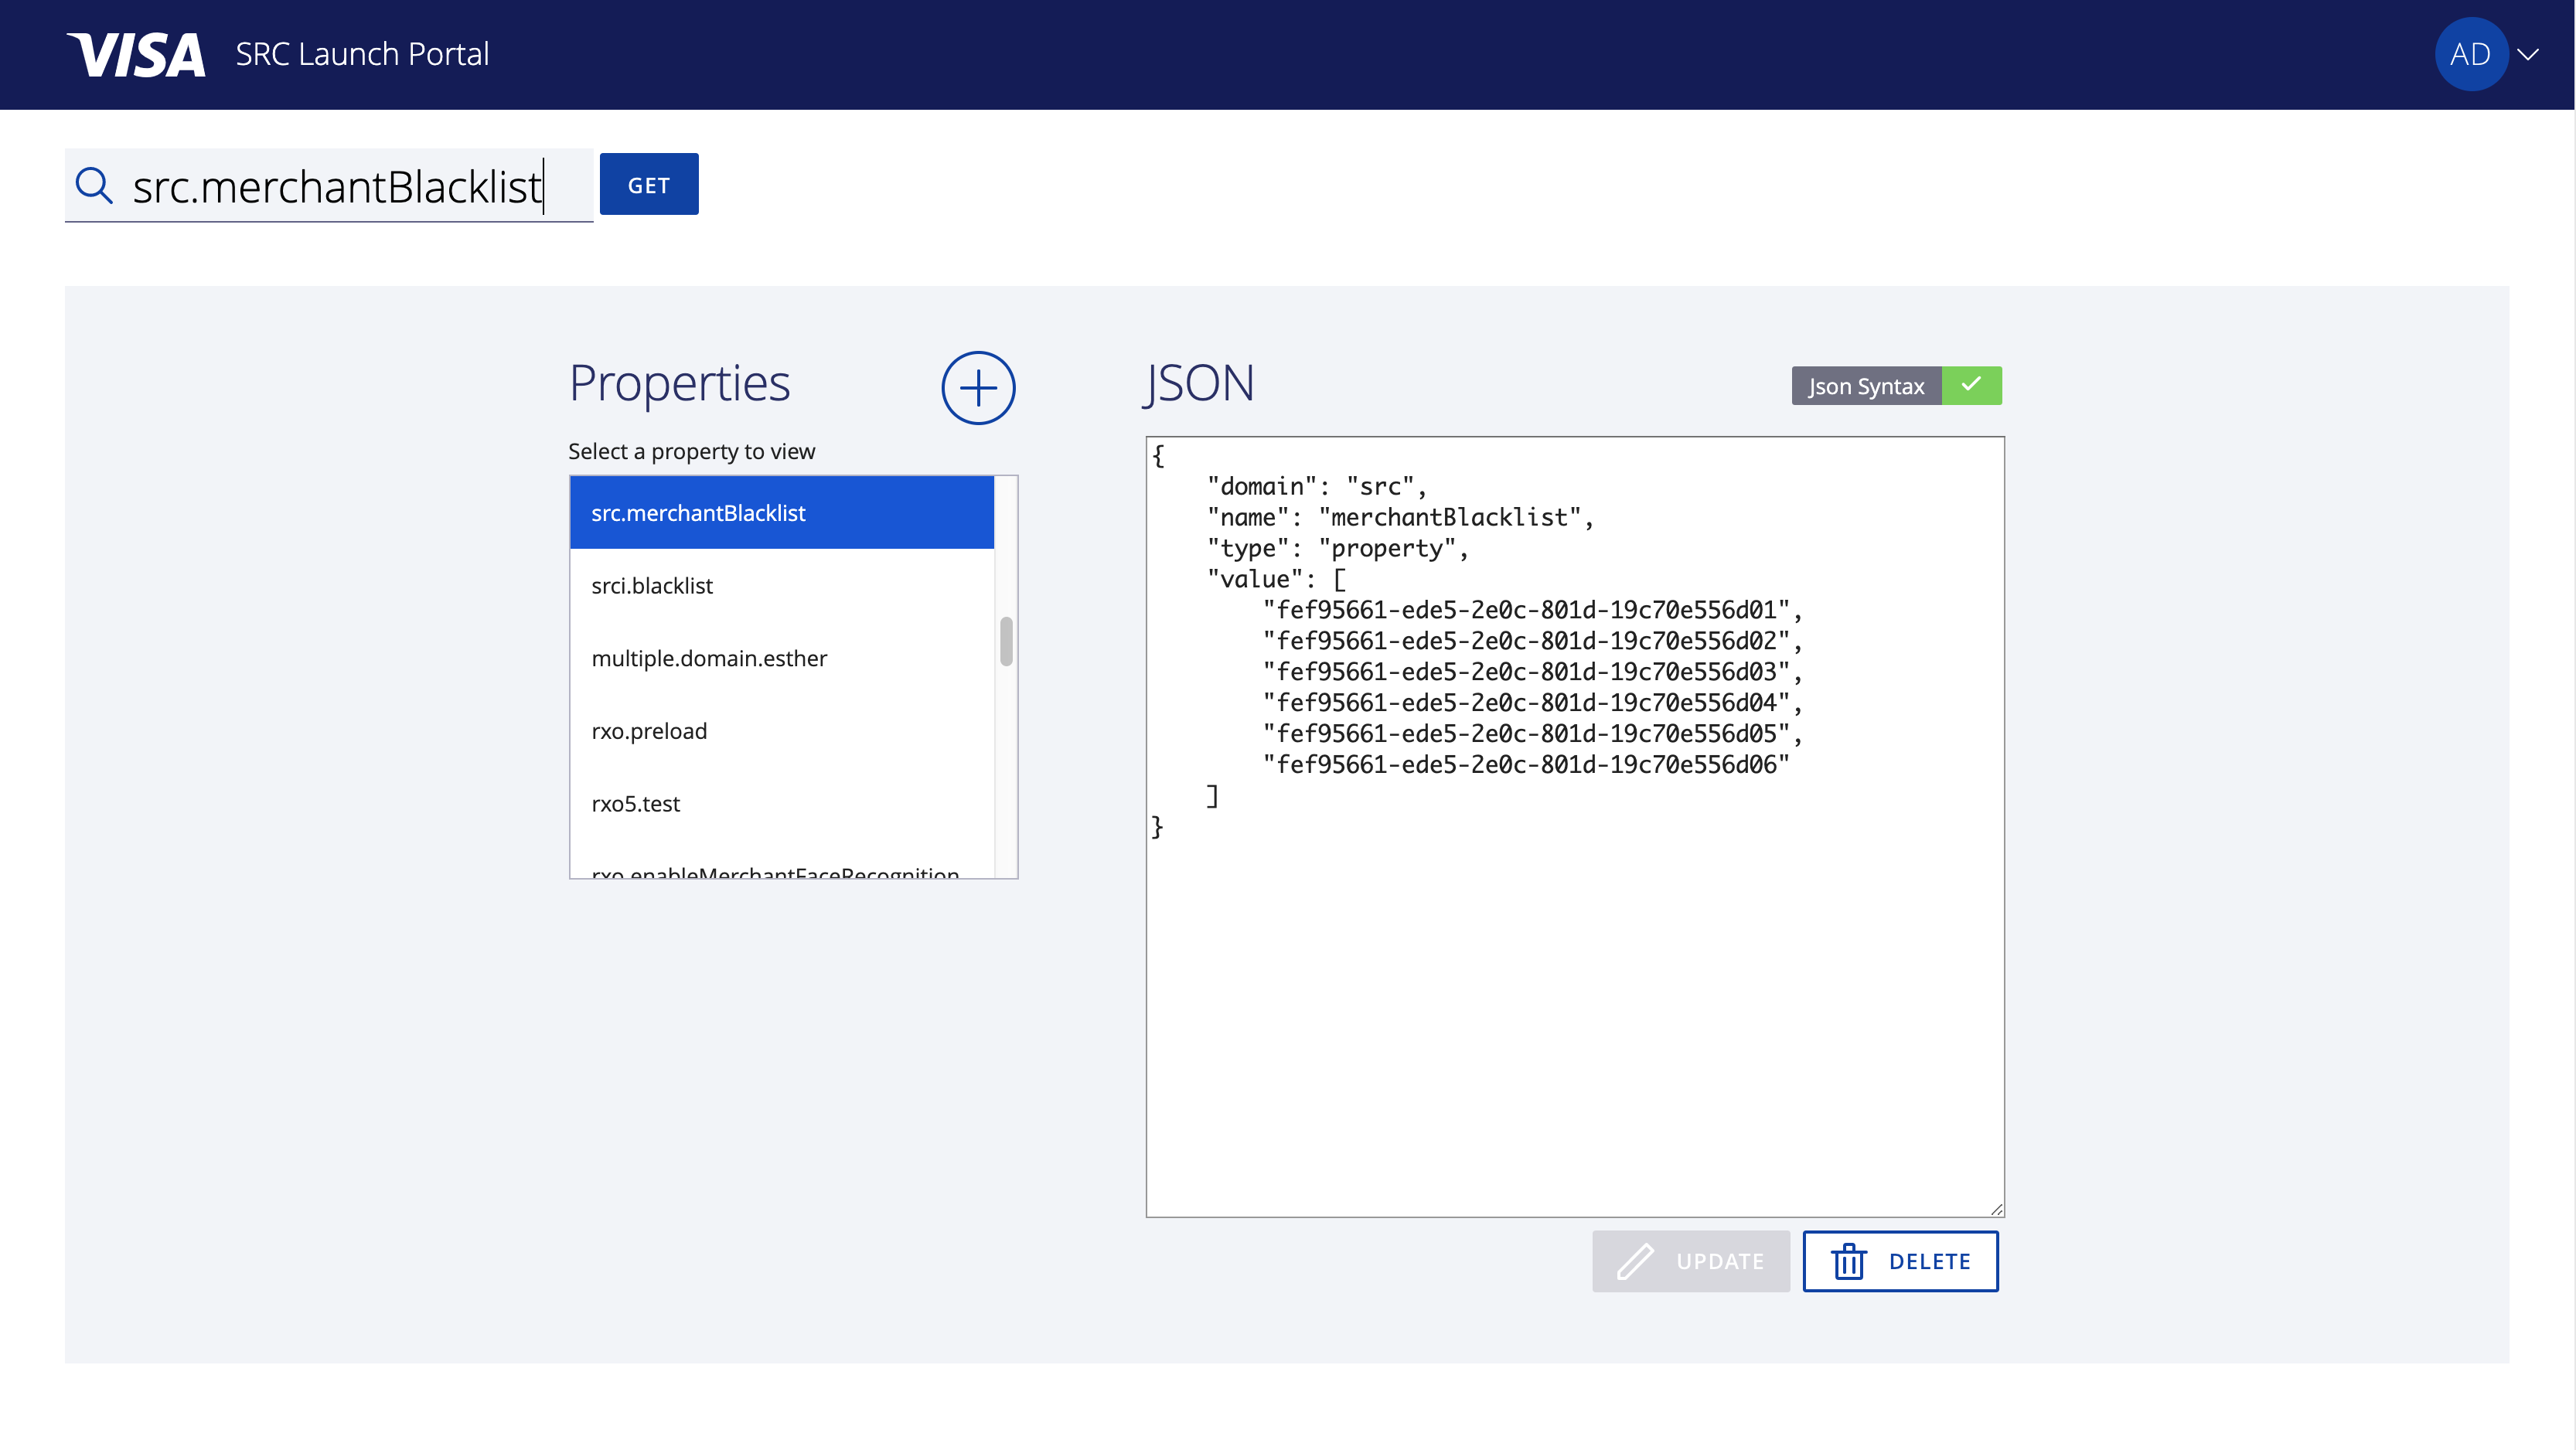 VISA SRC Launch Portal AD
src.merchantBlacklist GET
Properties
Select a property to view
src.merchantBlacklist
srci.blacklist
multiple.domain.esther
rxo.preload
rxo5.test
rxo.enableMerchantFaceRecognition
JSON Json Syntax
{
    "domain": "src",
    "name": "merchantBlacklist",
    "type": "property",
    "value": [
        "fef95661-ede5-2e0c-801d-19c70e556d01",
        "fef95661-ede5-2e0c-801d-19c70e556d02",
        "fef95661-ede5-2e0c-801d-19c70e556d03",
        "fef95661-ede5-2e0c-801d-19c70e556d04",
        "fef95661-ede5-2e0c-801d-19c70e556d05",
        "fef95661-ede5-2e0c-801d-19c70e556d06"
    ]
}
UPDATE DELETE